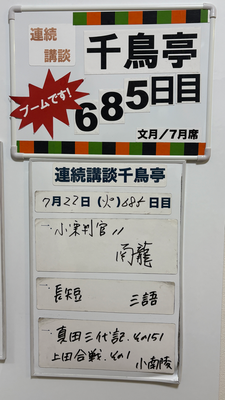 連続
講談
千鳥亭
ブームです!
685日目
文月/7月席
連続講談千鳥亭
7月22日(火)685日目
一、小栗判官 〃
南龍
一、長短
三語
一、真田三代記.その151
上田合戦.その1
小南陵